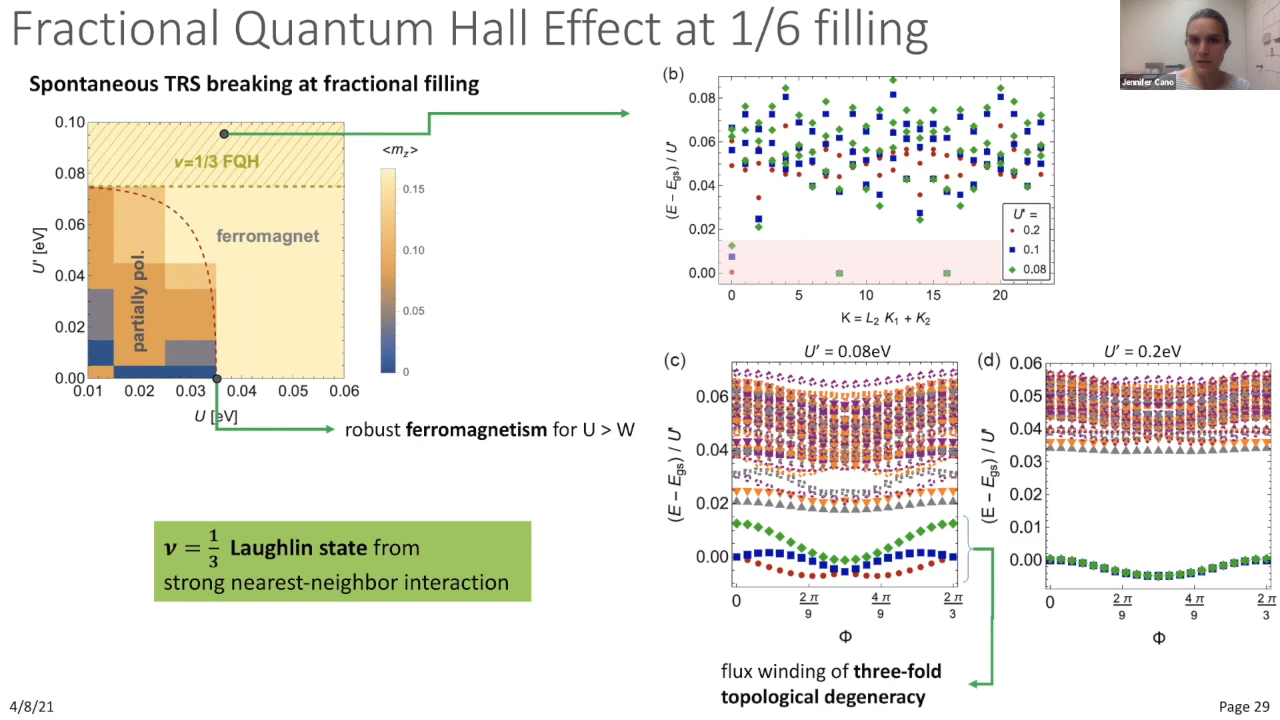 Fractional Quantum Hall Effect at 1/6 filling
Jennifer Cano
Spontaneous TRS breaking at fractional filling
0.10
0.08
0.06
0.04
0.02
0.00
U' [eV]
ν=1/3 FQH
ferromagnet
partially pol.
0.01 0.02 0.03 0.04 0.05 0.06
U [eV]
<m_z>
0.15
0.10
0.05
0
robust ferromagnetism for U > W
ν = 1/3 Laughlin state from
strong nearest-neighbor interaction
(b)
0.08
0.06
0.04
0.02
0.00
(E − E_gs) / U'
U' =
0.2
0.1
0.08
0 5 10 15 20
K = L₂ K₁ + K₂
(c)
U' = 0.08eV
0.06
0.04
0.02
0.00
(E − E_gs) / U'
0 2π/9 4π/9 2π/3
Φ
(d)
U' = 0.2eV
0.06
0.05
0.04
0.03
0.02
0.01
0.00
(E − E_gs) / U'
0 2π/9 4π/9 2π/3
Φ
flux winding of three-fold
topological degeneracy
4/8/21
Page 29